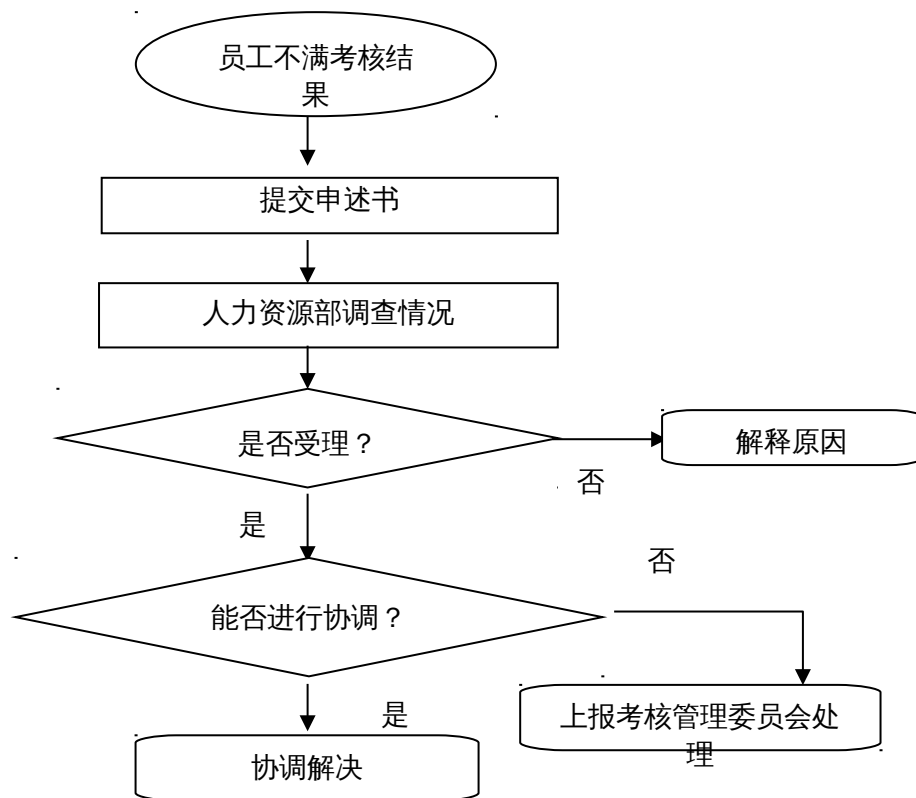 员工不满考核结
果
提交申述书
人力资源部调查情况
是否受理？
解释原因
否
是
否
能否进行协调？
是
上报考核管理委员会处
理
协调解决